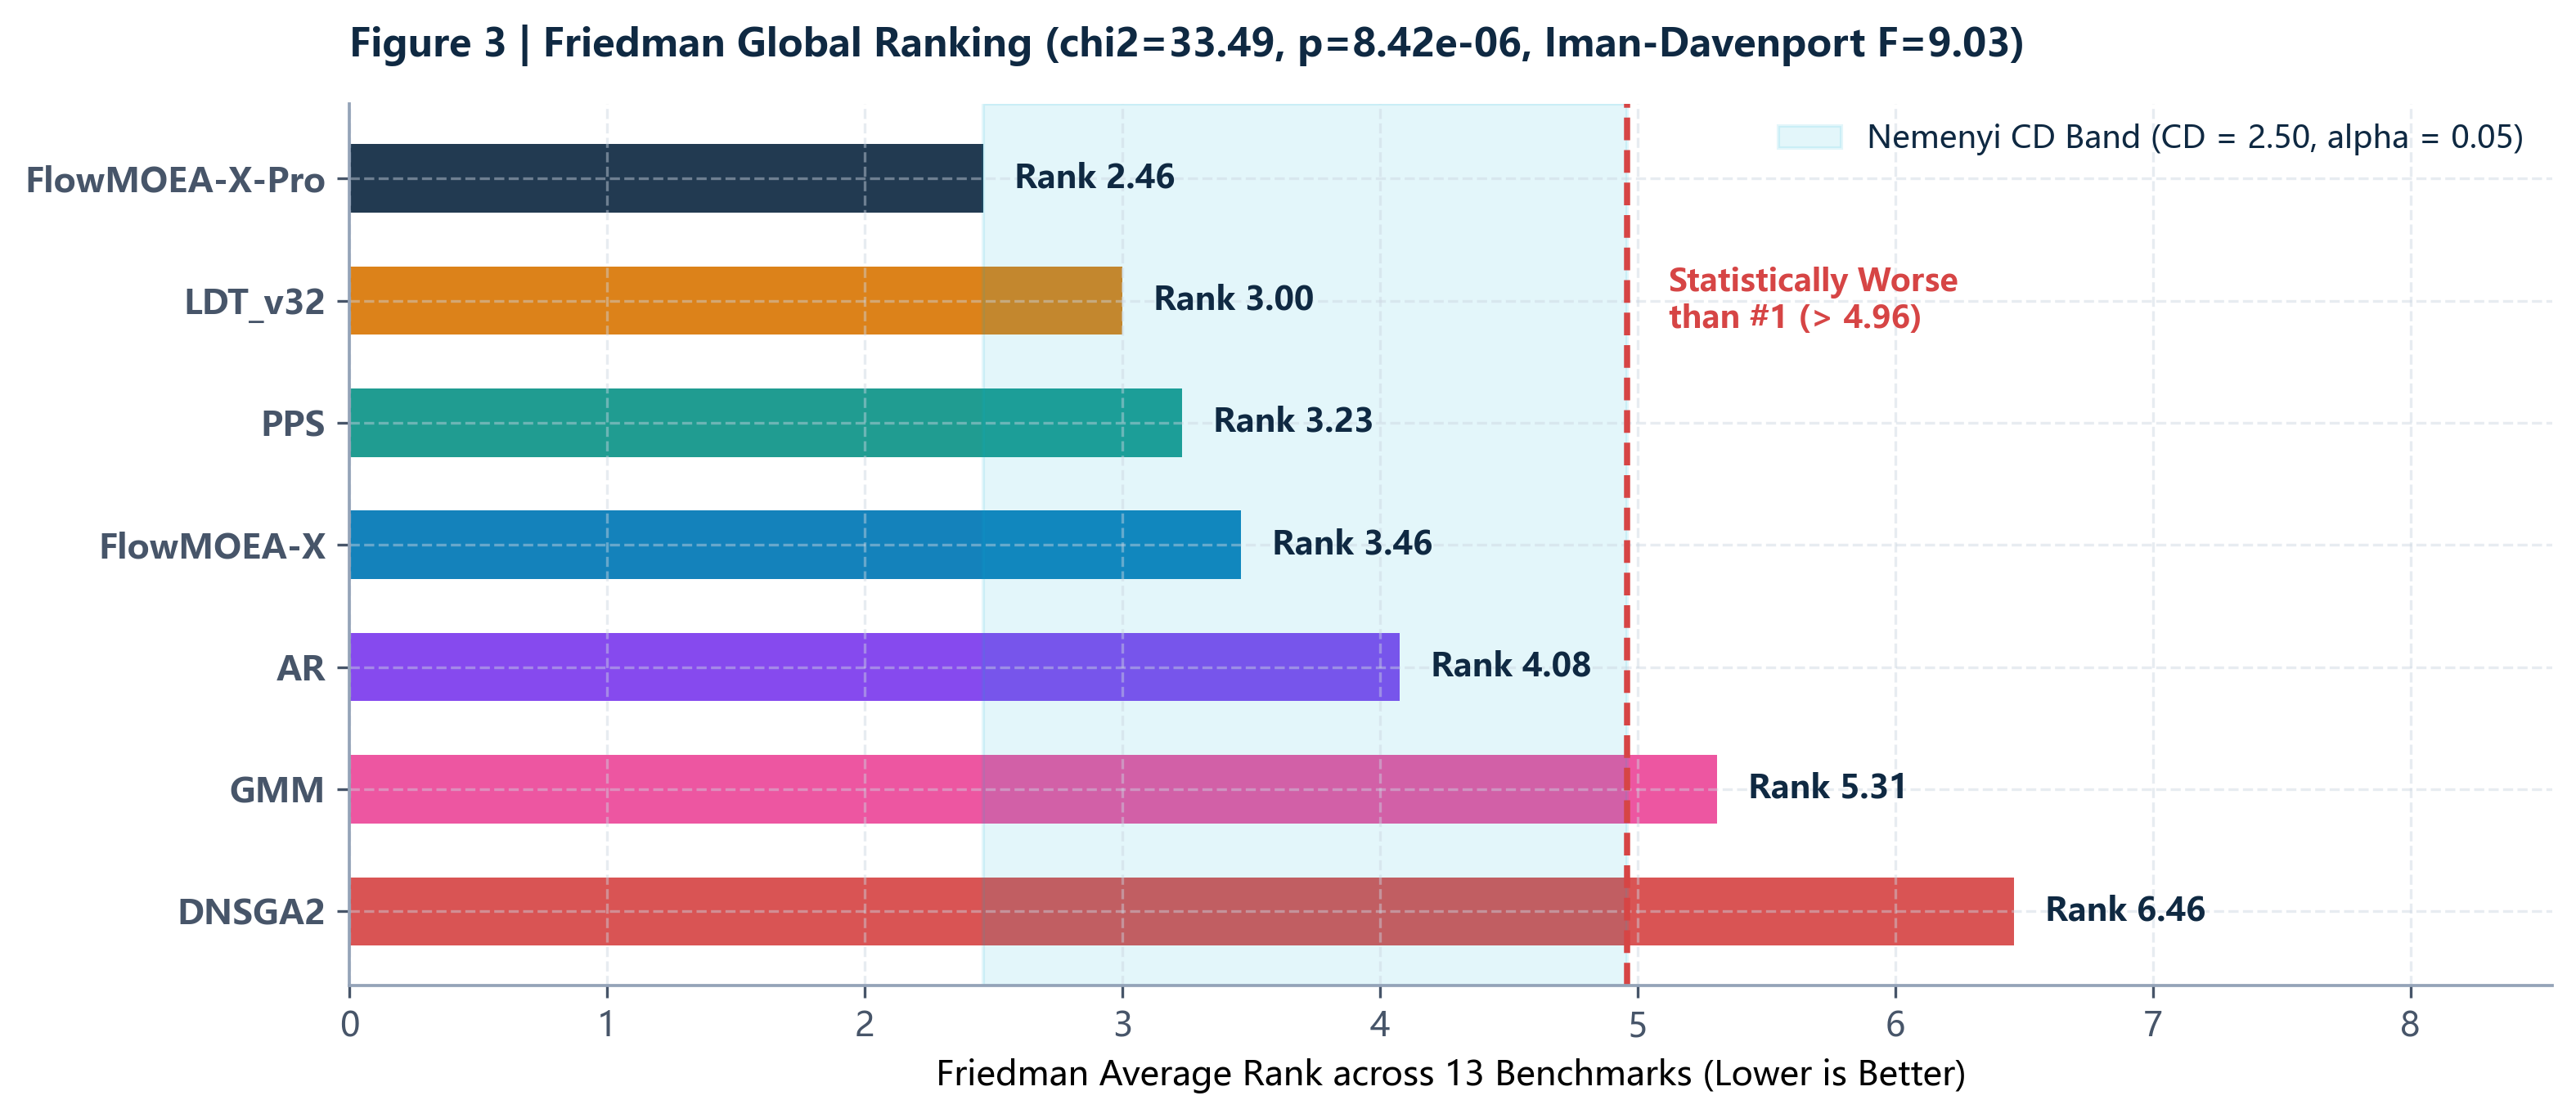 Figure 3 | Friedman Global Ranking (chi2=33.49, p=8.42e-06, Iman-Davenport F=9.03)
Nemenyi CD Band (CD = 2.50, alpha = 0.05)
FlowMOEA-X-Pro
Rank 2.46
LDT_v32
Rank 3.00
Statistically Worse
than #1 (> 4.96)
PPS
Rank 3.23
FlowMOEA-X
Rank 3.46
AR
Rank 4.08
GMM
Rank 5.31
DNSGA2
Rank 6.46
0 1 2 3 4 5 6 7 8
Friedman Average Rank across 13 Benchmarks (Lower is Better)